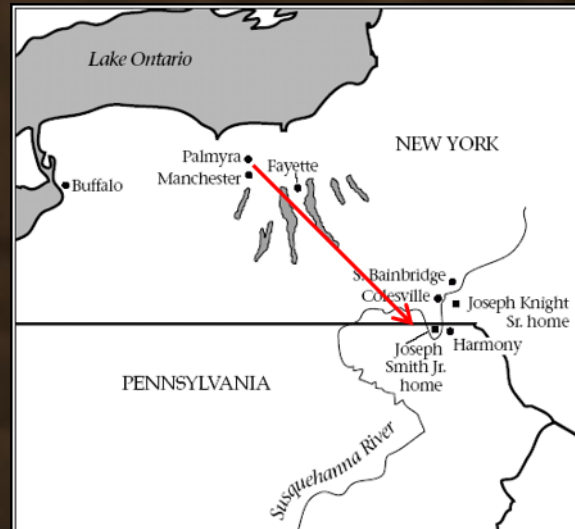 Lake Ontario
NEW YORK
Palmyra
Fayette
Manchester
Buffalo
S. Bainbridge
Colesville
Joseph Knight
Sr. home
Joseph
Smith Jr.
home
Harmony
PENNSYLVANIA
Susquehanna River